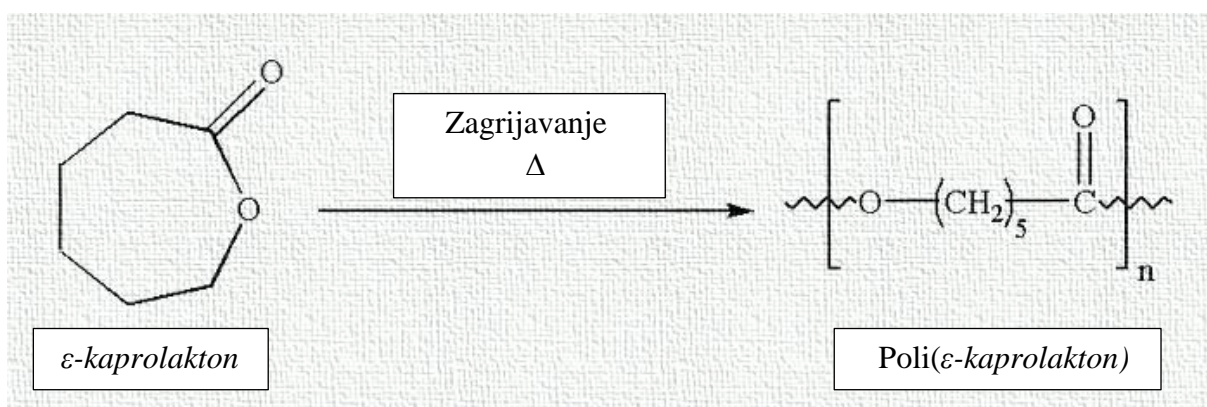 O
O
Zagrijavanje
Δ
O
O
(CH₂)₅
C
n
ε-kaprolakton
Poli(ε-kaprolakton)